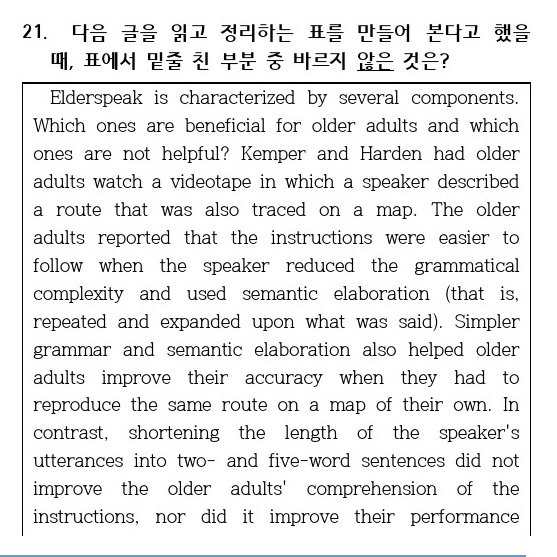 21. 다음 글을 읽고 정리하는 표를 만들어 본다고 했을
때, 표에서 밑줄 친 부분 중 바르지 않은 것은?
Elderspeak is characterized by several components.
Which ones are beneficial for older adults and which
ones are not helpful? Kemper and Harden had older
adults watch a videotape in which a speaker described
a route that was also traced on a map. The older
adults reported that the instructions were easier to
follow when the speaker reduced the grammatical
complexity and used semantic elaboration (that is,
repeated and expanded upon what was said). Simpler
grammar and semantic elaboration also helped older
adults improve their accuracy when they had to
reproduce the same route on a map of their own. In
contrast, shortening the length of the speaker's
utterances into two- and five-word sentences did not
improve the older adults' comprehension of the
instructions, nor did it improve their performance